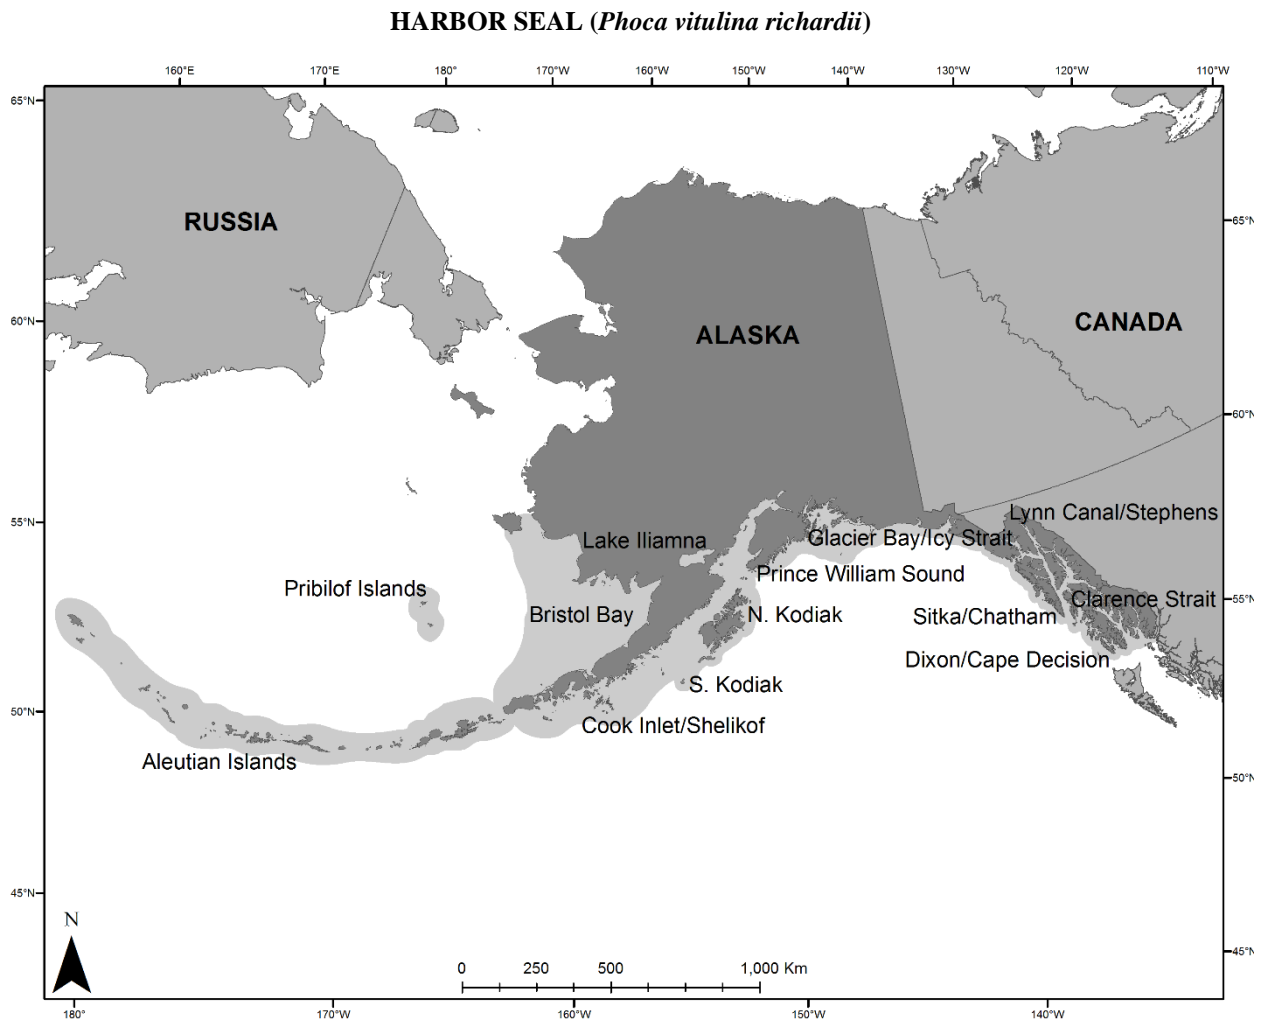 HARBOR SEAL (Phoca vitulina richardii)
160°E 170°E 180° 170°W 160°W 150°W 140°W 130°W 120°W 110°W
65°N
65°N
RUSSIA
60°N
CANADA
ALASKA
60°N
55°N
Lynn Canal/Stephens
Glacier Bay/Icy Strait
Lake Iliamna
Prince William Sound
Pribilof Islands
Clarence Strait
55°N
Bristol Bay
N. Kodiak
Sitka/Chatham
Dixon/Cape Decision
S. Kodiak
50°N
Cook Inlet/Shelikof
Aleutian Islands
50°N
45°N
N
45°N
0 250 500 1,000 Km
180° 170°W 160°W 150°W 140°W